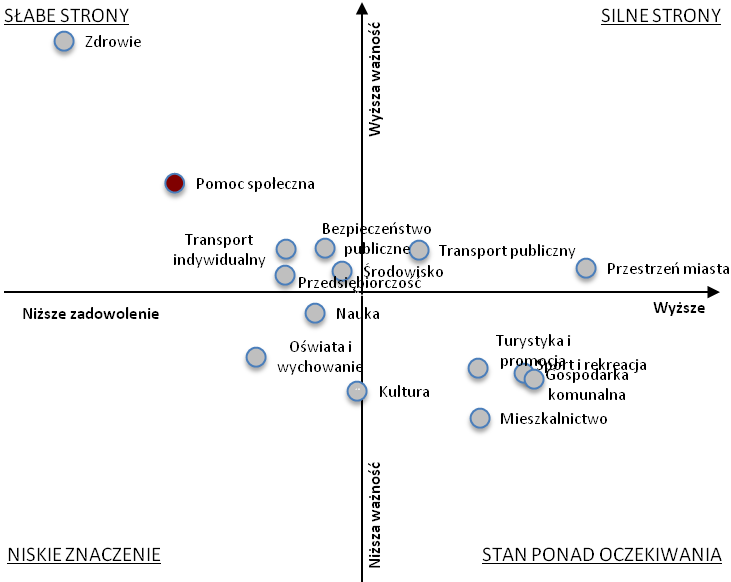 SŁABE STRONY
SILNE STRONY
Wyższa ważność
Zdrowie
Pomoc społeczna
Transport
indywidualny
Bezpieczeństwo
publiczne
Transport publiczny
Środowisko
Przestrzeń miasta
Przedsiębiorczość
Niższe zadowolenie
Wyższe
Nauka
Oświata i
wychowanie
Turystyka i
promocja
Sport i rekreacja
Gospodarka
komunalna
Kultura
Mieszkalnictwo
Niższa ważność
NISKIE ZNACZENIE
STAN PONAD OCZEKIWANIA